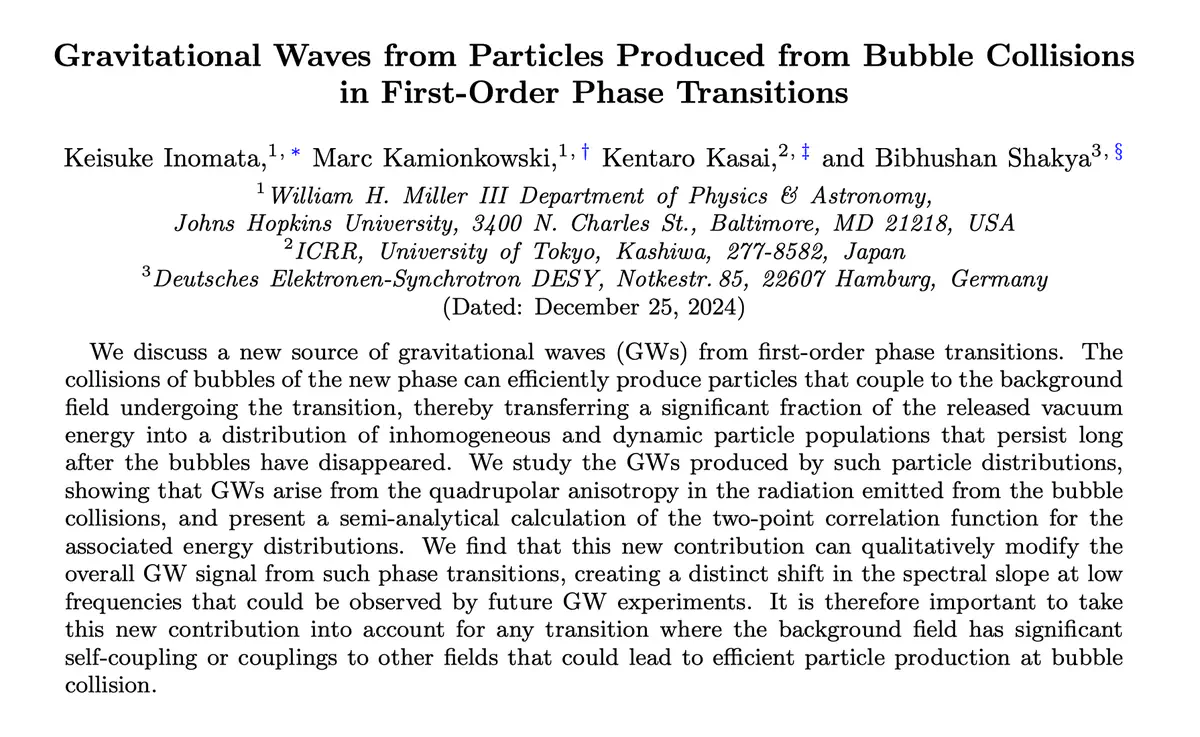 Gravitational Waves from Particles Produced from Bubble Collisions
in First-Order Phase Transitions
Keisuke Inomata,1, * Marc Kamionkowski,1, † Kentaro Kasai,2, ‡ and Bibhushan Shakya3, §
1 William H. Miller III Department of Physics & Astronomy,
Johns Hopkins University, 3400 N. Charles St., Baltimore, MD 21218, USA
2 ICRR, University of Tokyo, Kashiwa, 277-8582, Japan
3 Deutsches Elektronen-Synchrotron DESY, Notkestr. 85, 22607 Hamburg, Germany
(Dated: December 25, 2024)
We discuss a new source of gravitational waves (GWs) from first-order phase transitions. The
collisions of bubbles of the new phase can efficiently produce particles that couple to the background
field undergoing the transition, thereby transferring a significant fraction of the released vacuum
energy into a distribution of inhomogeneous and dynamic particle populations that persist long
after the bubbles have disappeared. We study the GWs produced by such particle distributions,
showing that GWs arise from the quadrupolar anisotropy in the radiation emitted from the bubble
collisions, and present a semi-analytical calculation of the two-point correlation function for the
associated energy distributions. We find that this new contribution can qualitatively modify the
overall GW signal from such phase transitions, creating a distinct shift in the spectral slope at low
frequencies that could be observed by future GW experiments. It is therefore important to take
this new contribution into account for any transition where the background field has significant
self-coupling or couplings to other fields that could lead to efficient particle production at bubble
collision.